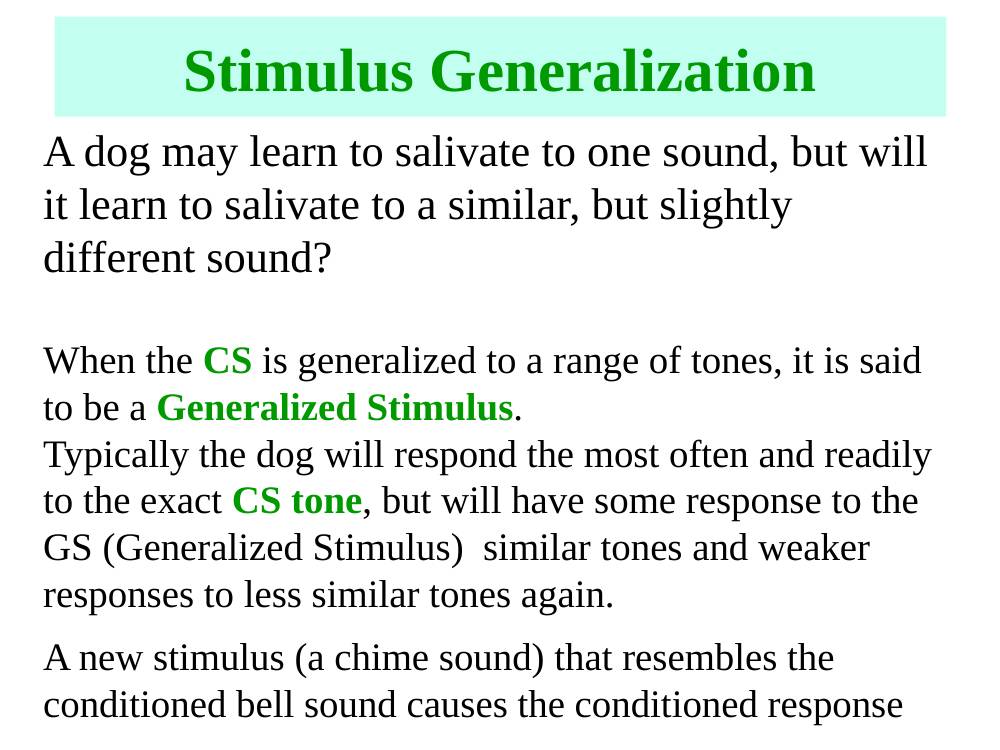 Stimulus Generalization
A dog may learn to salivate to one sound, but will
it learn to salivate to a similar, but slightly
different sound?
When the CS is generalized to a range of tones, it is said
to be a Generalized Stimulus.
Typically the dog will respond the most often and readily
to the exact CS tone, but will have some response to the
GS (Generalized Stimulus)  similar tones and weaker
responses to less similar tones again.
A new stimulus (a chime sound) that resembles the
conditioned bell sound causes the conditioned response